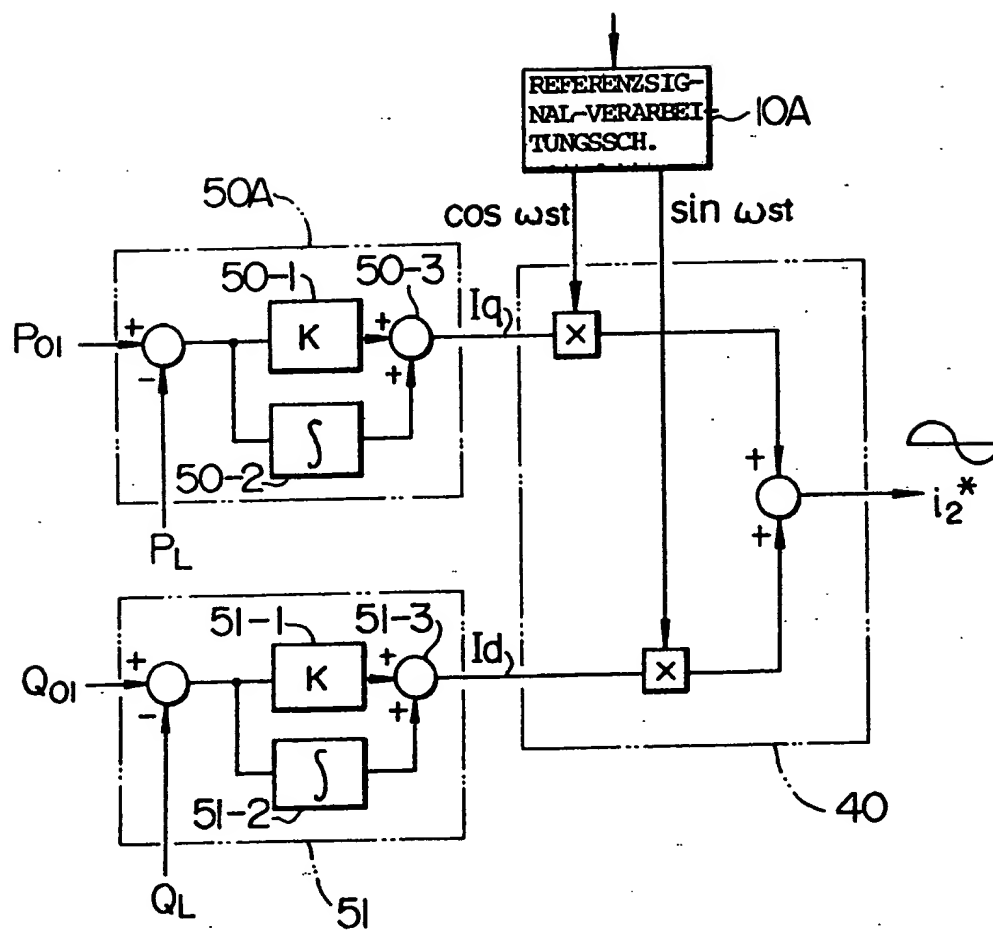 REFERENZSIG-
NAL-VERARBEI-
TUNGSSCH.
10A
cos ωst
sin ωst
50A
50-1
50-3
Iq
P01
+
-
K
+
+
×
∫
50-2
PL
+
+
i2*
51-1
51-3
Id
Q01
+
-
K
+
+
×
∫
51-2
40
QL
51